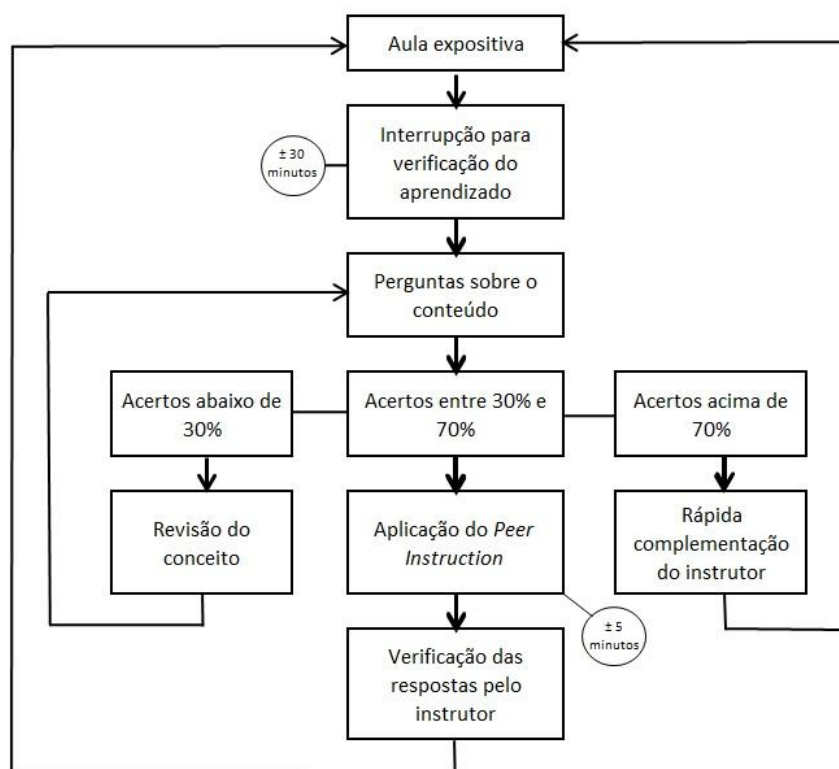 Aula expositiva
Interrupção para
verificação do
aprendizado
± 30
minutos
Perguntas sobre o
conteúdo
Acertos abaixo de
30%
Acertos entre 30% e
70%
Acertos acima de
70%
Revisão do
conceito
Aplicação do Peer
Instruction
Rápida
complementação
do instrutor
± 5
minutos
Verificação das
respostas pelo
instrutor